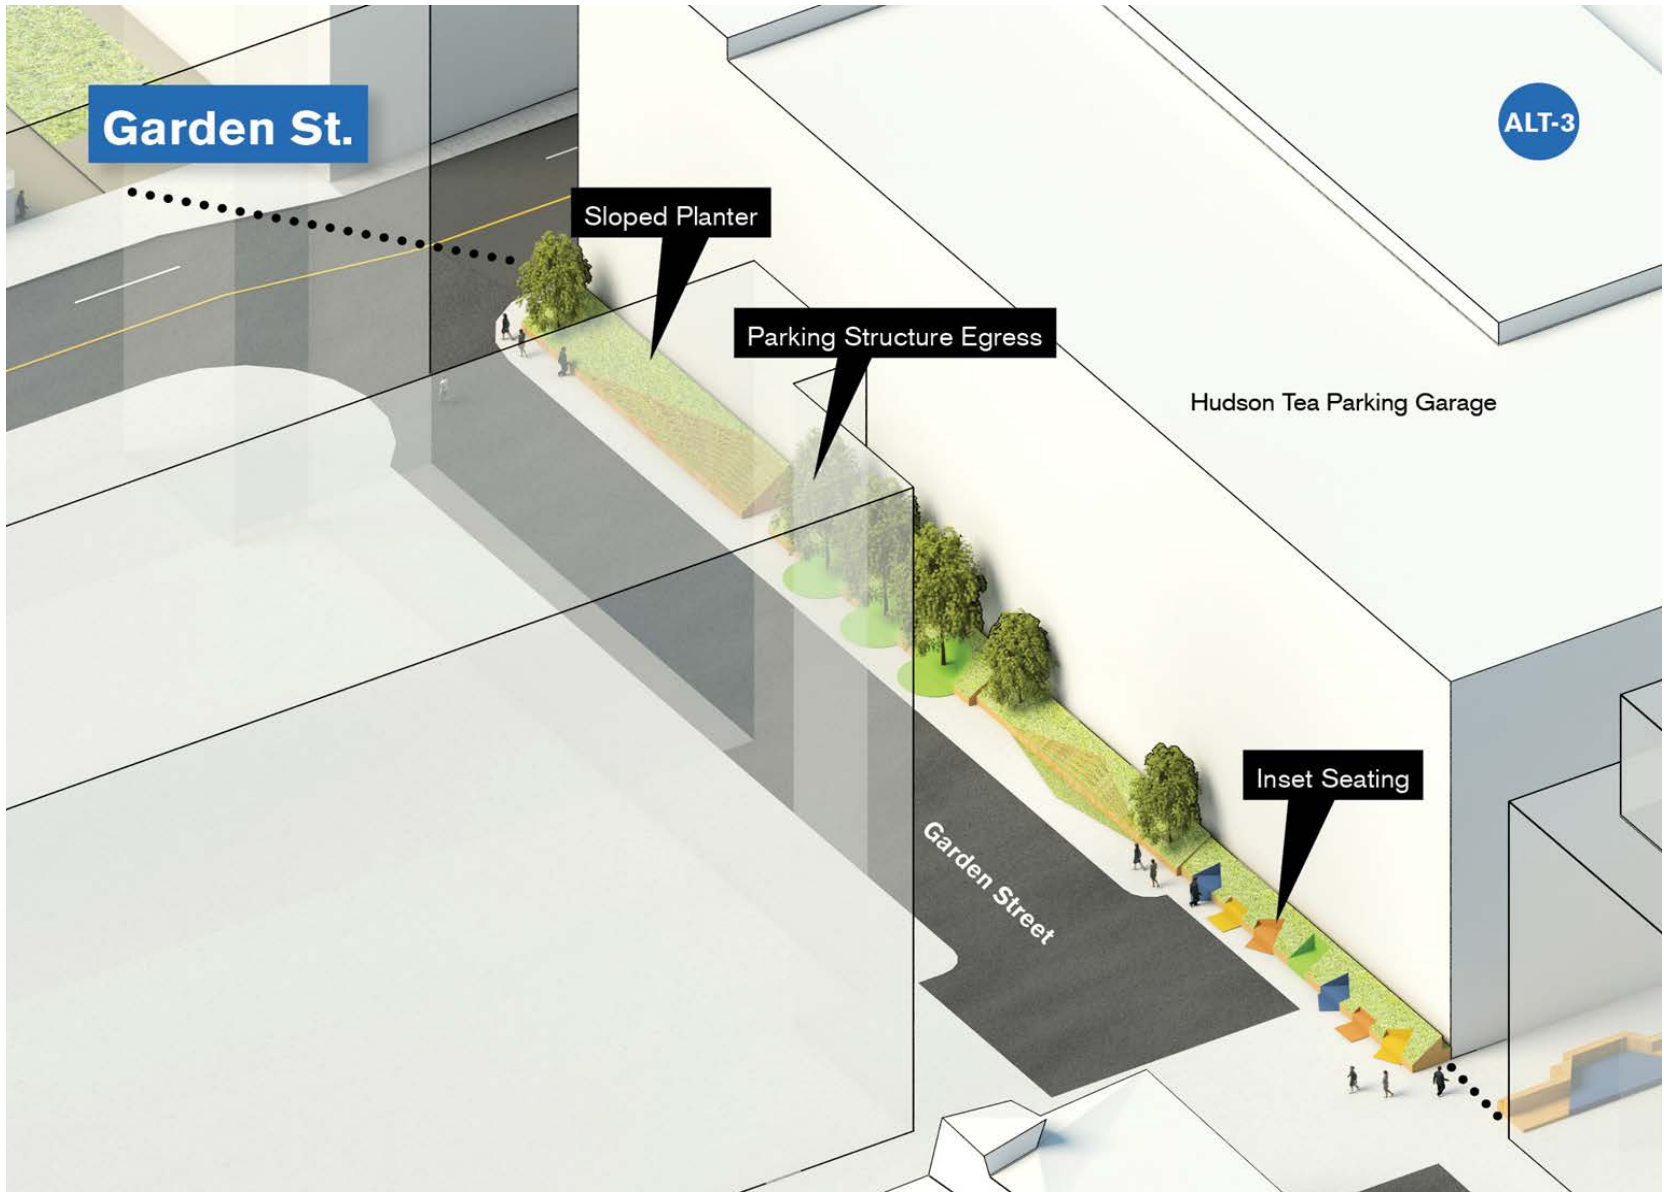 Garden St.
ALT-3
Sloped Planter
Parking Structure Egress
Hudson Tea Parking Garage
Inset Seating
Garden Street